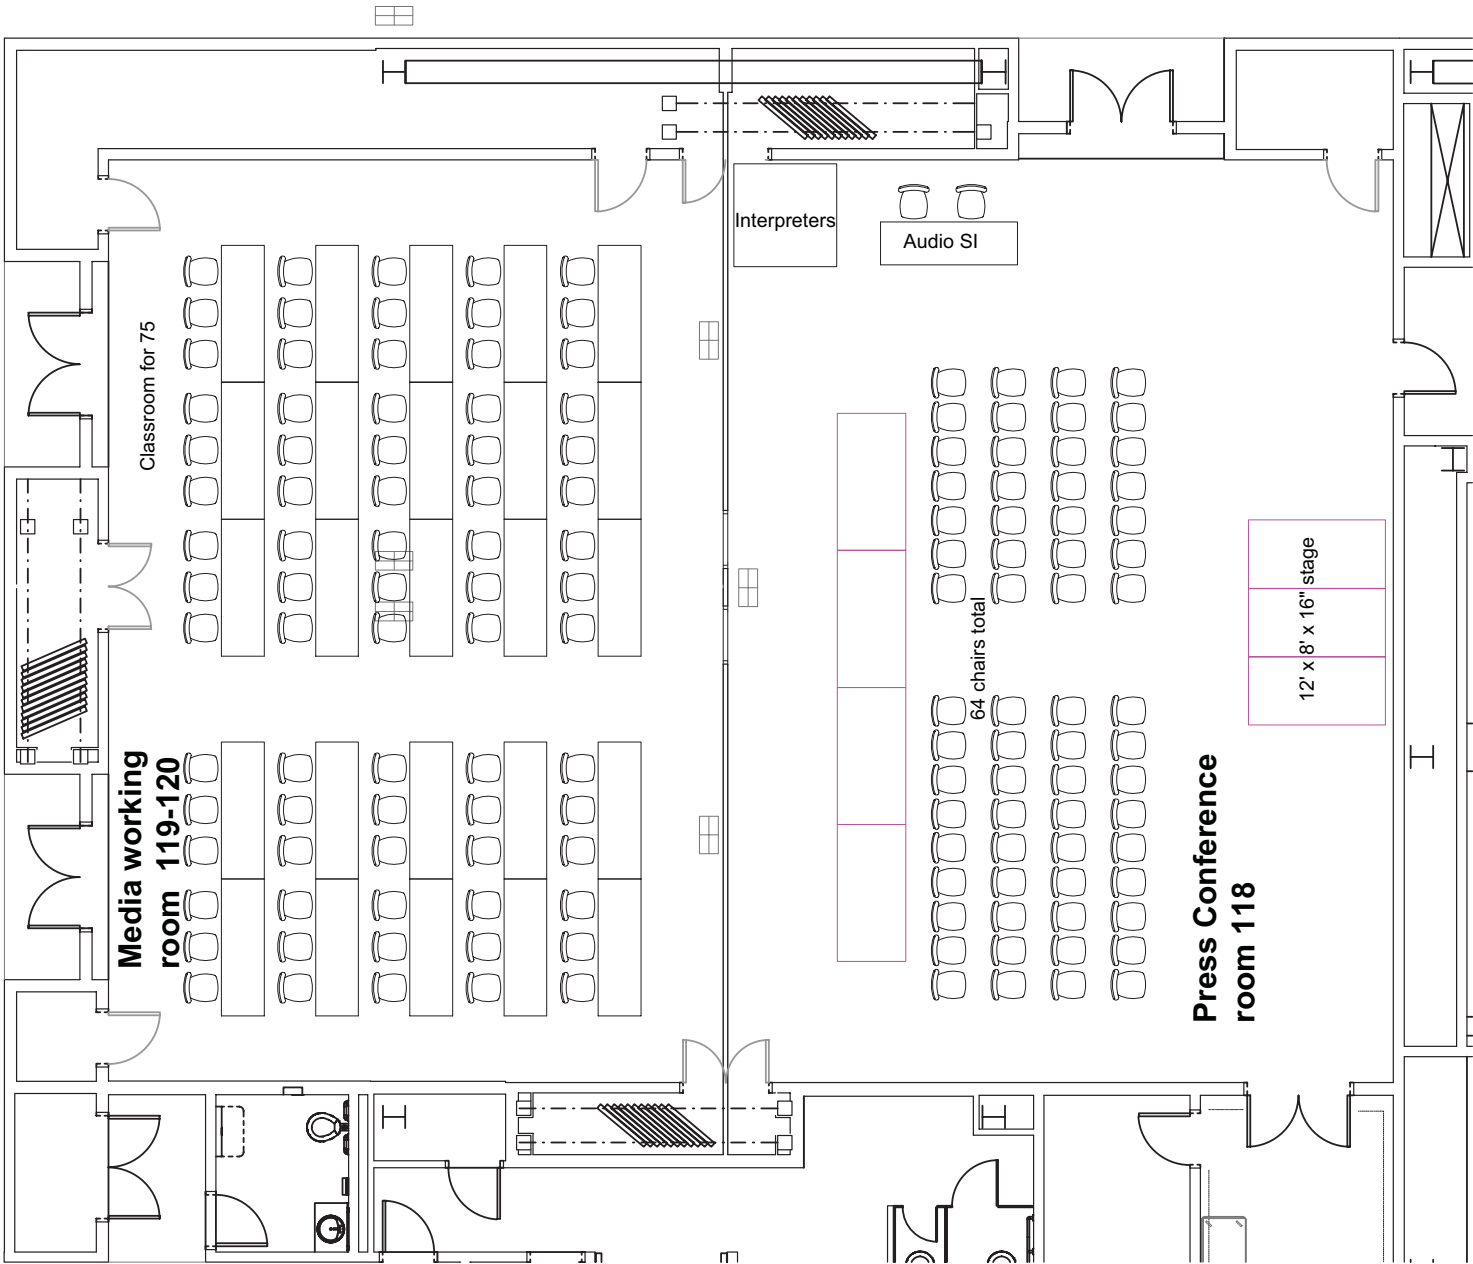 Interpreters
Audio SI
Classroom for 75
Media working
room 119-120
64 chairs total
12' x 8' x 16" stage
Press Conference
room 118